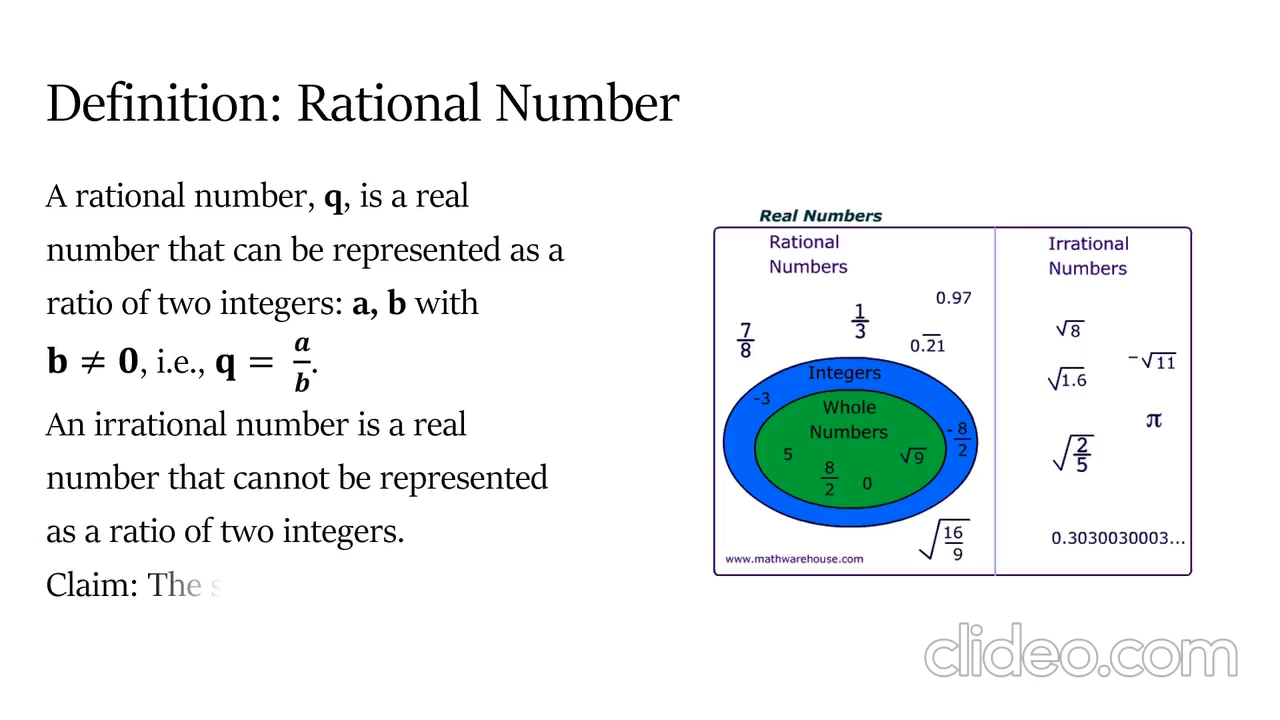 Definition: Rational Number
A rational number, q, is a real
number that can be represented as a
ratio of two integers: a, b with
b ≠ 0, i.e., q = a/b.
An irrational number is a real
number that cannot be represented
as a ratio of two integers.
Claim: The
Real Numbers
Rational
Numbers
7/8
1/3
0.97
0.2̅1̅
Integers
-3
Whole
Numbers
5
8/2
0
√9
-8/2
√(16/9)
www.mathwarehouse.com
Irrational
Numbers
√8
-√11
√1.6
π
√(2/5)
0.3030030003...
clideo.com